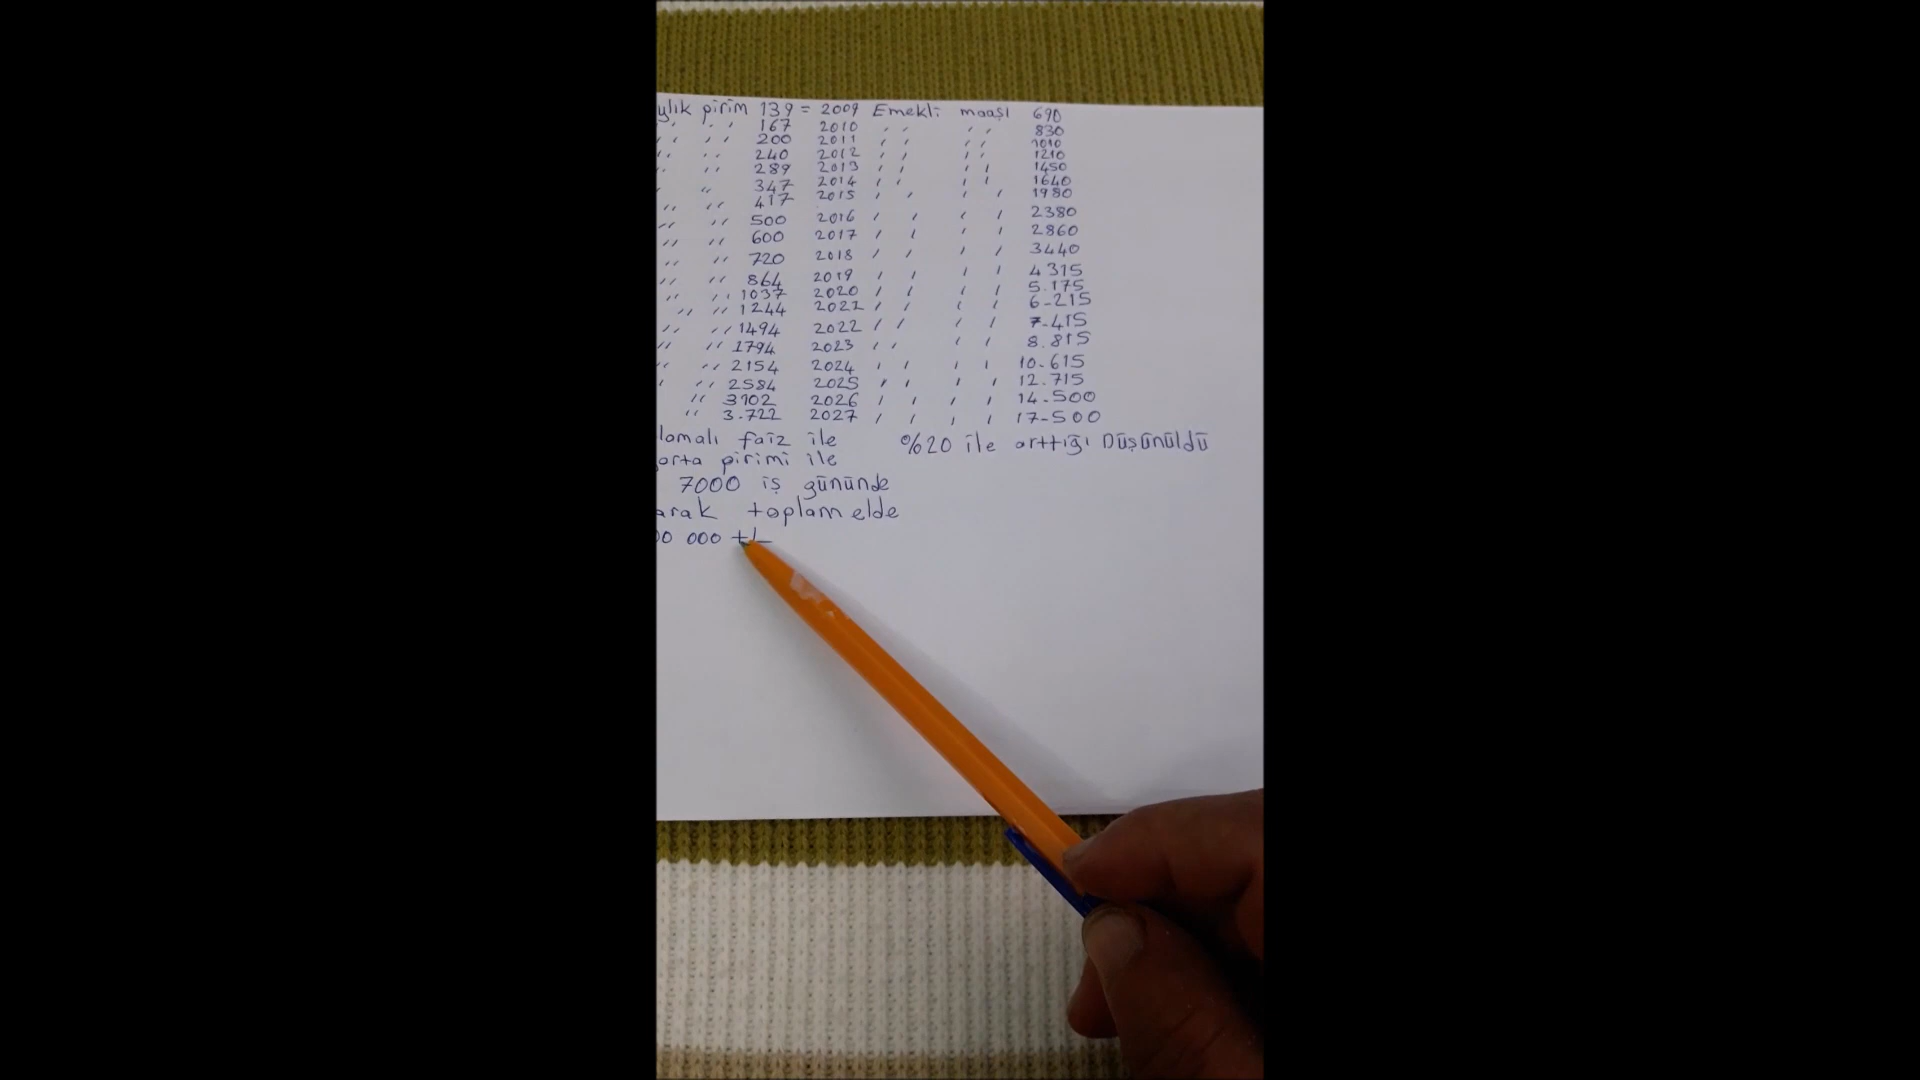 ylık pirim 139 = 2009 Emekli maaşı 690
'' '' 167 2010 '' '' 830
'' '' 200 2011 '' '' 1010
'' '' 240 2012 '' '' 1210
'' '' 289 2013 '' '' 1450
'' '' 347 2014 '' '' 1640
'' '' 417 2015 '' '' 1980
'' '' 500 2016 '' '' 2380
'' '' 600 2017 '' '' 2860
'' '' 720 2018 '' '' 3440
'' '' 864 2019 '' '' 4315
'' '' 1037 2020 '' '' 5.175
'' '' 1244 2021 '' '' 6-215
'' '' 1494 2022 '' '' 7-415
'' '' 1794 2023 '' '' 8.815
'' '' 2154 2024 '' '' 10-615
' '' 2584 2025 '' '' 12.715
'' 3102 2026 '' '' 14-500
'' 3.722 2027 '' '' 17-500
lamalı faiz ile %20 ile arttığı Düşünüldü
orta pirimi ile
7000 iş gününde
arak toplam elde
00 000 tL